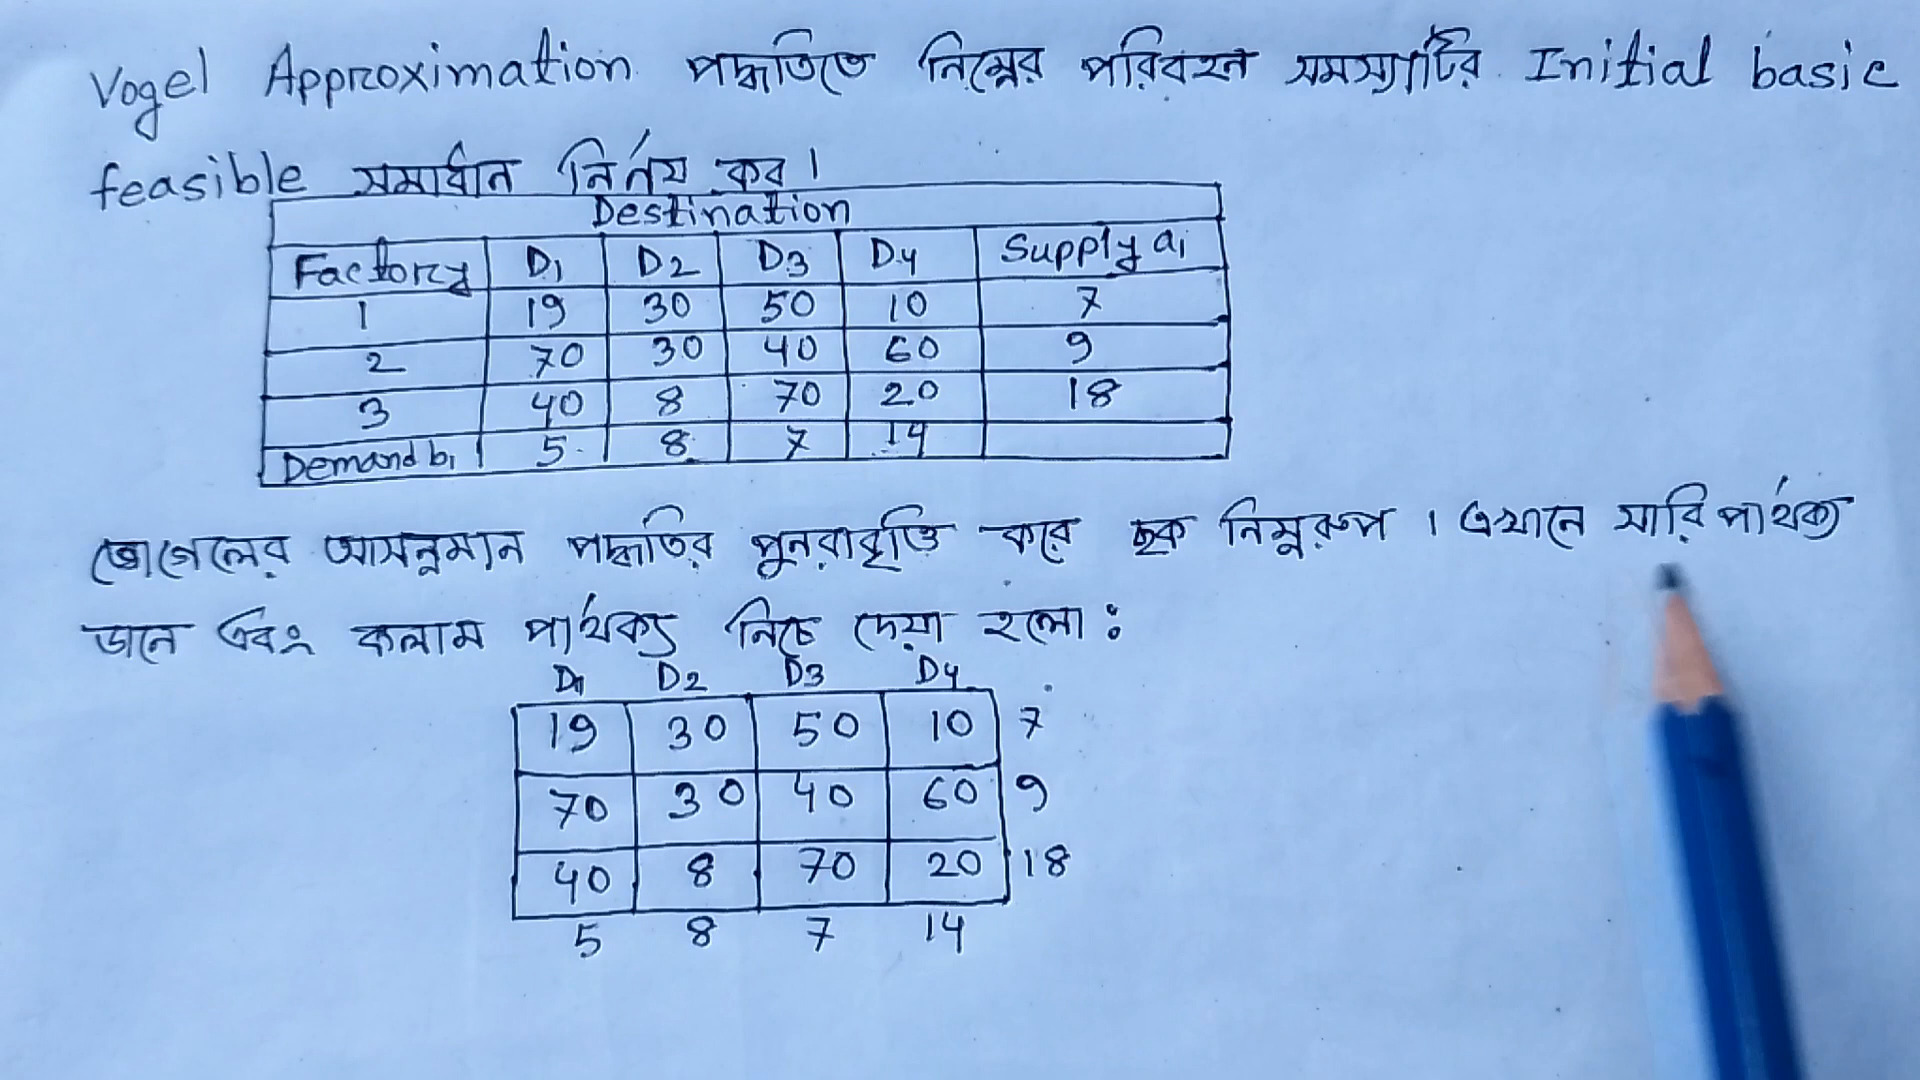 Vogel Approximation পদ্ধতিতে নিম্নের পরিবহন সমস্যাটির Initial basic
feasible সমাধান নির্ণয় কর।
Destination
Factory D1 D2 D3 D4 Supply ai
1 19 30 50 10 7
2 70 30 40 60 9
3 40 8 70 20 18
Demand bi 5 8 7 14
ভোগেলের আসন্নমান পদ্ধতির পুনরাবৃত্তি করে ছক নিম্নরুপ। এখানে সারি পার্থক্য
ডানে এবং কলাম পার্থক্য নিচে দেয়া হলো:
D1 D2 D3 D4
19 30 50 10 7
70 30 40 60 9
40 8 70 20 18
5 8 7 14